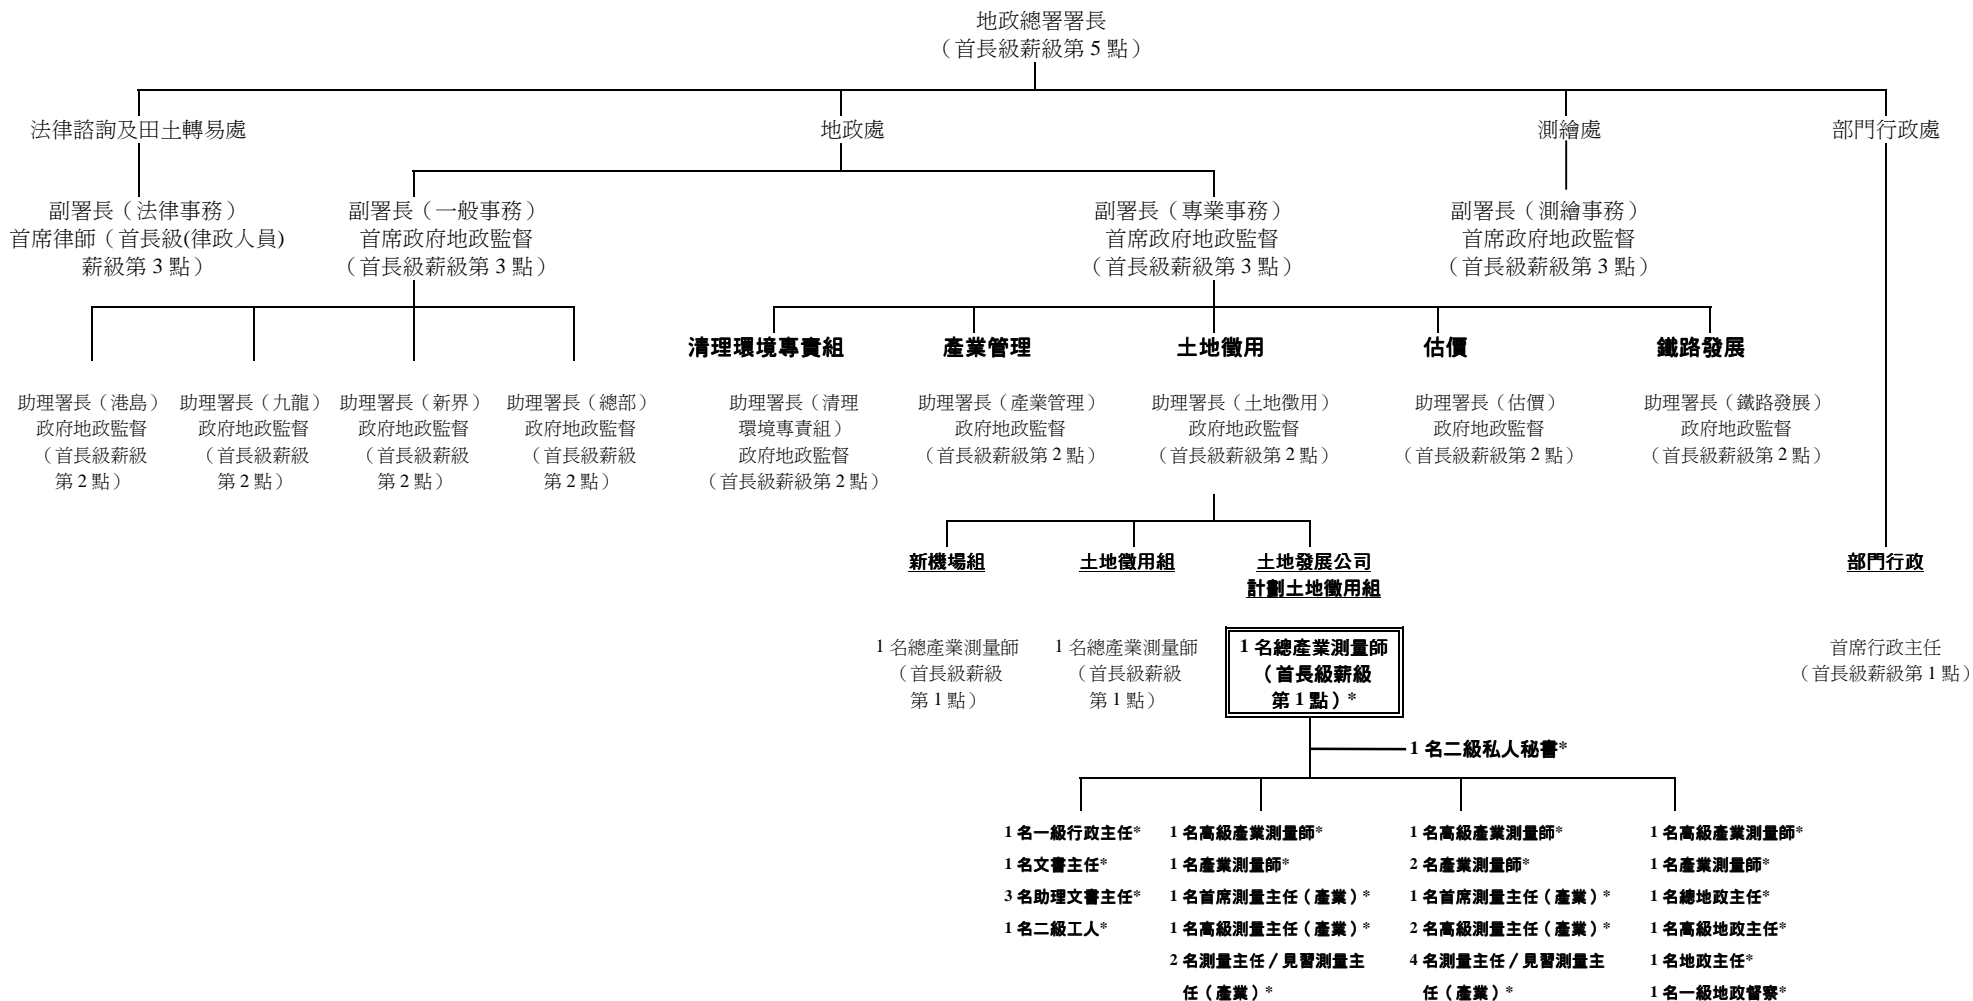 地政總署署長
（首長級薪級第 5 點）
法律諮詢及田土轉易處
地政處
測繪處
部門行政處
副署長（法律事務）
首席律師（首長級(律政人員)
薪級第 3 點）
副署長（一般事務）
首席政府地政監督
（首長級薪級第 3 點）
副署長（專業事務）
首席政府地政監督
（首長級薪級第 3 點）
副署長（測繪事務）
首席政府地政監督
（首長級薪級第 3 點）
清理環境專責組
產業管理
土地徵用
估價
鐵路發展
助理署長（港島）
政府地政監督
（首長級薪級
第 2 點）
助理署長（九龍）
政府地政監督
（首長級薪級
第 2 點）
助理署長（新界）
政府地政監督
（首長級薪級
第 2 點）
助理署長（總部）
政府地政監督
（首長級薪級
第 2 點）
助理署長（清理
環境專責組）
政府地政監督
（首長級薪級第 2 點）
助理署長（產業管理）
政府地政監督
（首長級薪級第 2 點）
助理署長（土地徵用）
政府地政監督
（首長級薪級第 2 點）
助理署長（估價）
政府地政監督
（首長級薪級第 2 點）
助理署長（鐵路發展）
政府地政監督
（首長級薪級第 2 點）
新機場組
土地徵用組
土地發展公司
計劃土地徵用組
部門行政
1 名總產業測量師
（首長級薪級
第 1 點）
1 名總產業測量師
（首長級薪級
第 1 點）
1 名總產業測量師
（首長級薪級
第 1 點）*
首席行政主任
（首長級薪級第 1 點）
1 名二級私人秘書*
1 名一級行政主任*
1 名文書主任*
3 名助理文書主任*
1 名二級工人*
1 名高級產業測量師*
1 名產業測量師*
1 名首席測量主任（產業）*
1 名高級測量主任（產業）*
2 名測量主任／見習測量主
任（產業）*
1 名高級產業測量師*
2 名產業測量師*
1 名首席測量主任（產業）*
2 名高級測量主任（產業）*
4 名測量主任／見習測量主
任（產業）*
1 名高級產業測量師*
1 名產業測量師*
1 名總地政主任*
1 名高級地政主任*
1 名地政主任*
1 名一級地政督察*